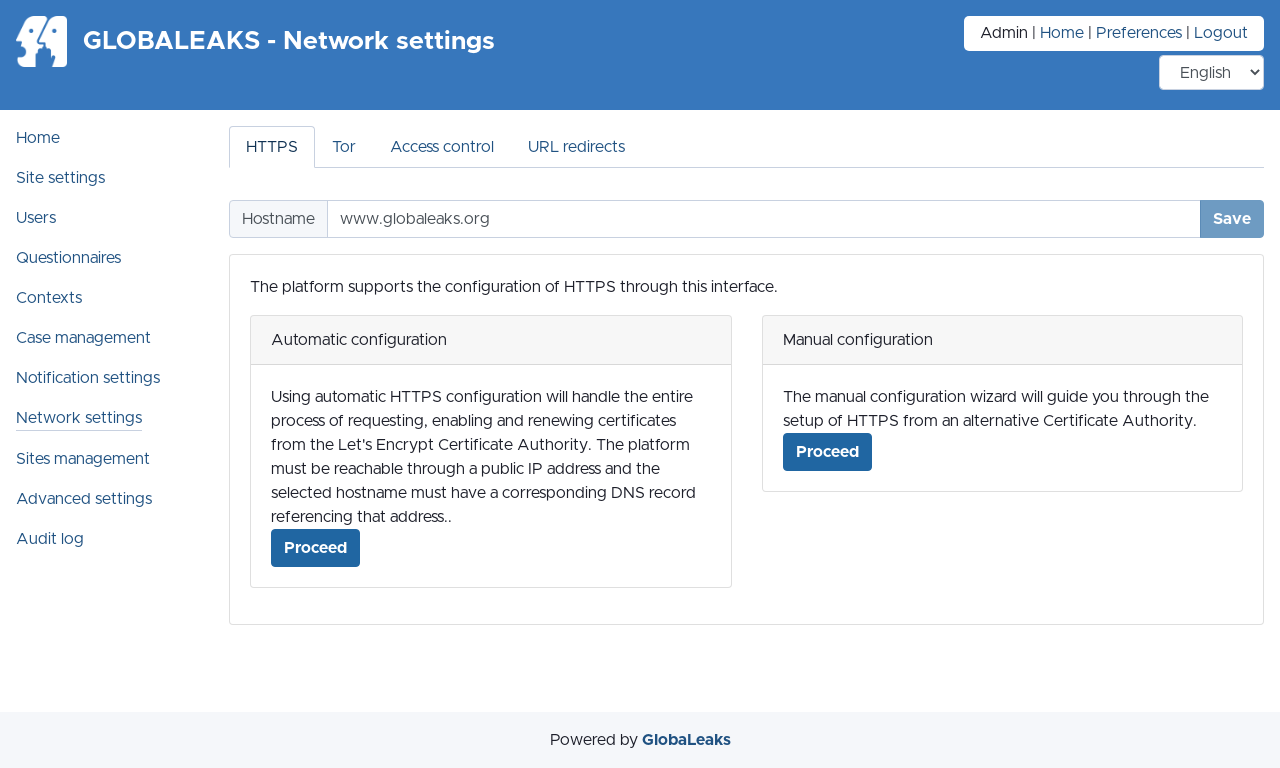 GLOBALEAKS - Network settings
Admin | Home | Preferences | Logout
English
Home
Site settings
Users
Questionnaires
Contexts
Case management
Notification settings
Network settings
Sites management
Advanced settings
Audit log
HTTPS Tor Access control URL redirects
Hostname www.globaleaks.org Save
The platform supports the configuration of HTTPS through this interface.
Automatic configuration
Using automatic HTTPS configuration will handle the entire
process of requesting, enabling and renewing certificates
from the Let's Encrypt Certificate Authority. The platform
must be reachable through a public IP address and the
selected hostname must have a corresponding DNS record
referencing that address..
Proceed
Manual configuration
The manual configuration wizard will guide you through the
setup of HTTPS from an alternative Certificate Authority.
Proceed
Powered by GlobaLeaks